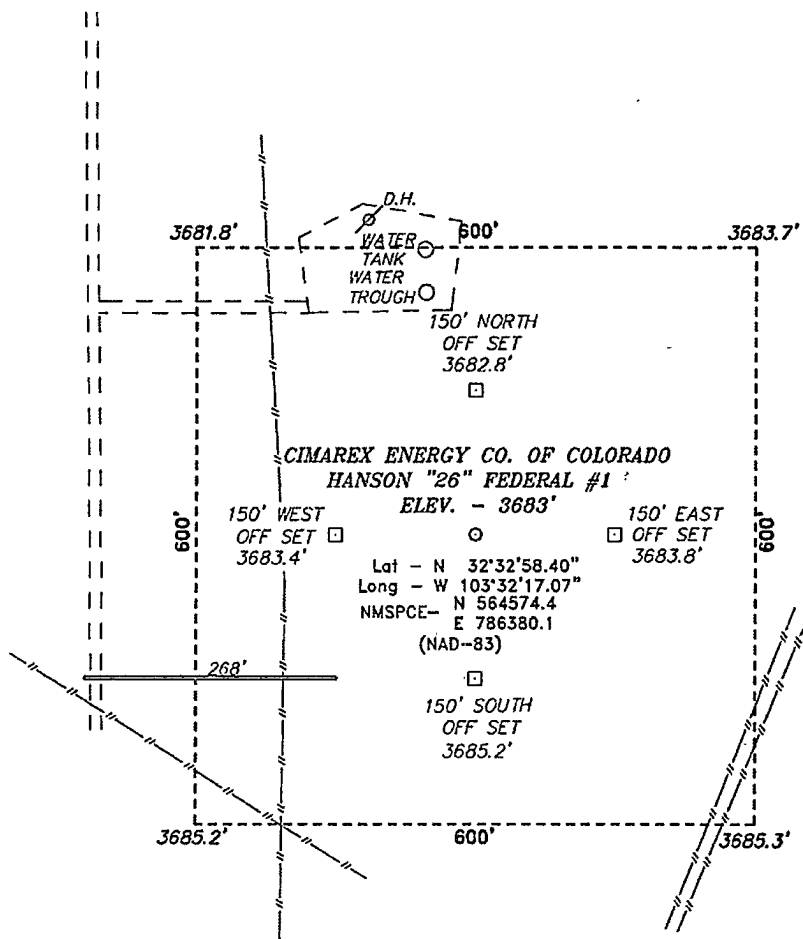 D.H.
3681.8'
600'
3683.7'
WATER
TANK
WATER
TROUGH
150' NORTH
OFF SET
3682.8'
CIMAREX ENERGY CO. OF COLORADO
HANSON "26" FEDERAL #1
ELEV. - 3683'
600'
150' WEST
OFF SET
3683.4'
150' EAST
OFF SET
3683.8'
600'
Lat - N 32°32'58.40"
Long - W 103°32'17.07"
NMSPCE- N 564574.4
E 786380.1
(NAD-83)
268'
150' SOUTH
OFF SET
3685.2'
3685.2'
600'
3685.3'